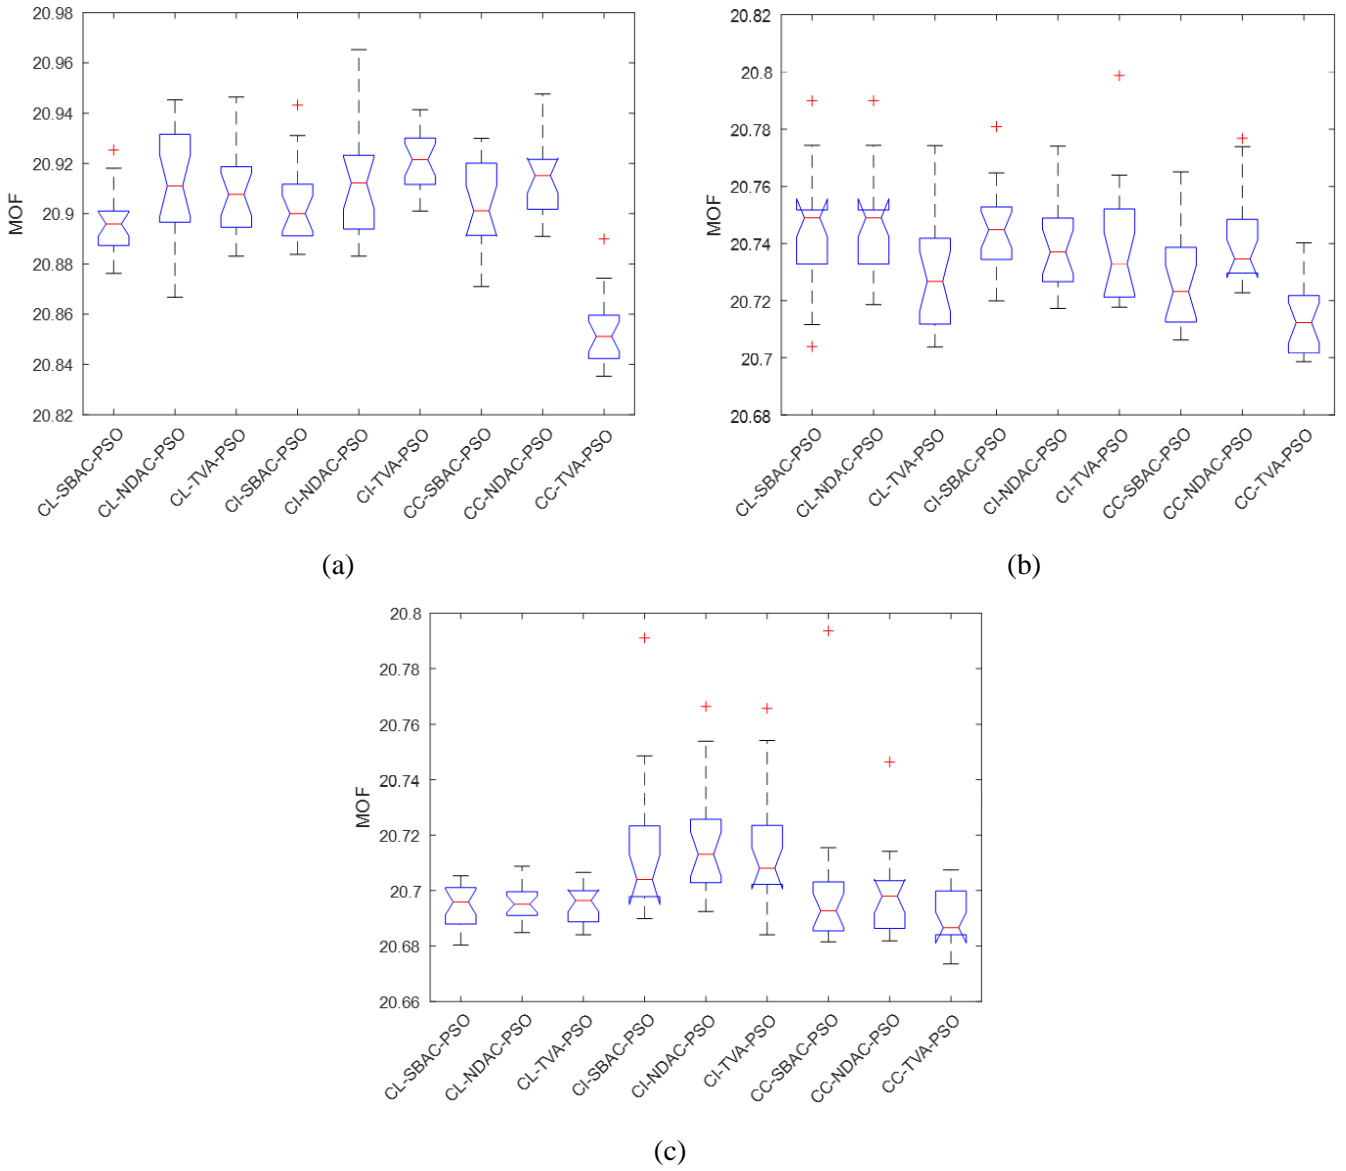 20.98
20.96
20.94
20.92
20.9
20.88
20.86
20.84
20.82
MOF
CL-SBAC-PSO
CL-NDAC-PSO
CL-TVA-PSO
CI-SBAC-PSO
CI-NDAC-PSO
CI-TVA-PSO
CC-SBAC-PSO
CC-NDAC-PSO
CC-TVA-PSO
(a)
20.82
20.8
20.78
20.76
20.74
20.72
20.7
20.68
MOF
CL-SBAC-PSO
CL-NDAC-PSO
CL-TVA-PSO
CI-SBAC-PSO
CI-NDAC-PSO
CI-TVA-PSO
CC-SBAC-PSO
CC-NDAC-PSO
CC-TVA-PSO
(b)
20.8
20.78
20.76
20.74
20.72
20.7
20.68
20.66
MOF
CL-SBAC-PSO
CL-NDAC-PSO
CL-TVA-PSO
CI-SBAC-PSO
CI-NDAC-PSO
CI-TVA-PSO
CC-SBAC-PSO
CC-NDAC-PSO
CC-TVA-PSO
(c)